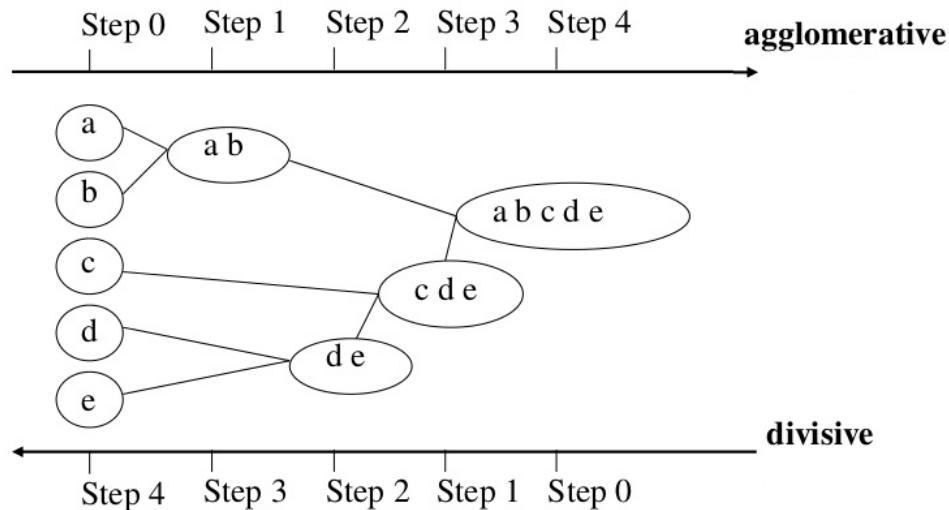 Step 0 Step 1 Step 2 Step 3 Step 4
agglomerative
a
a b
b
a b c d e
c
c d e
d
d e
e
divisive
Step 4 Step 3 Step 2 Step 1 Step 0